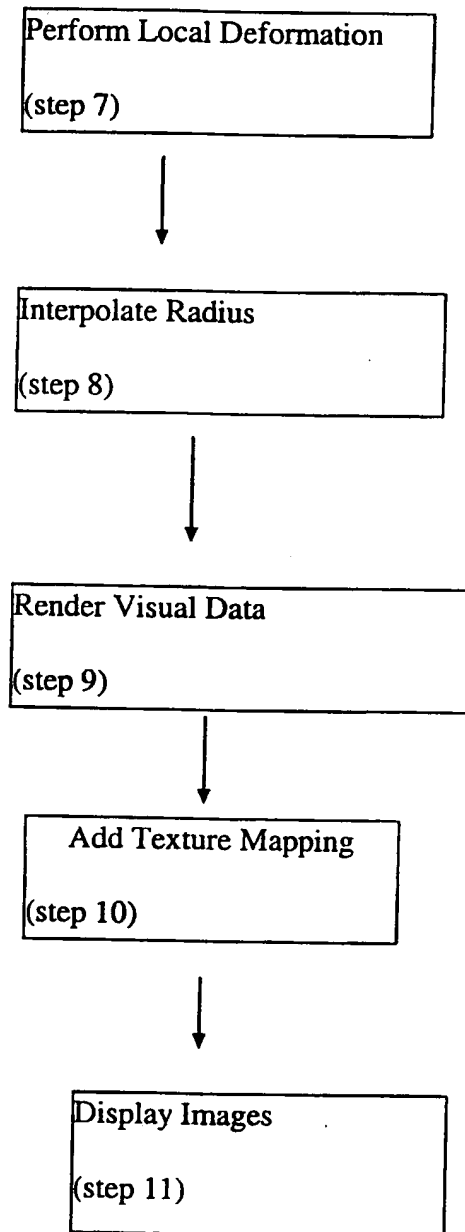 Perform Local Deformation
(step 7)
Interpolate Radius
(step 8)
Render Visual Data
(step 9)
Add Texture Mapping
(step 10)
Display Images
(step 11)